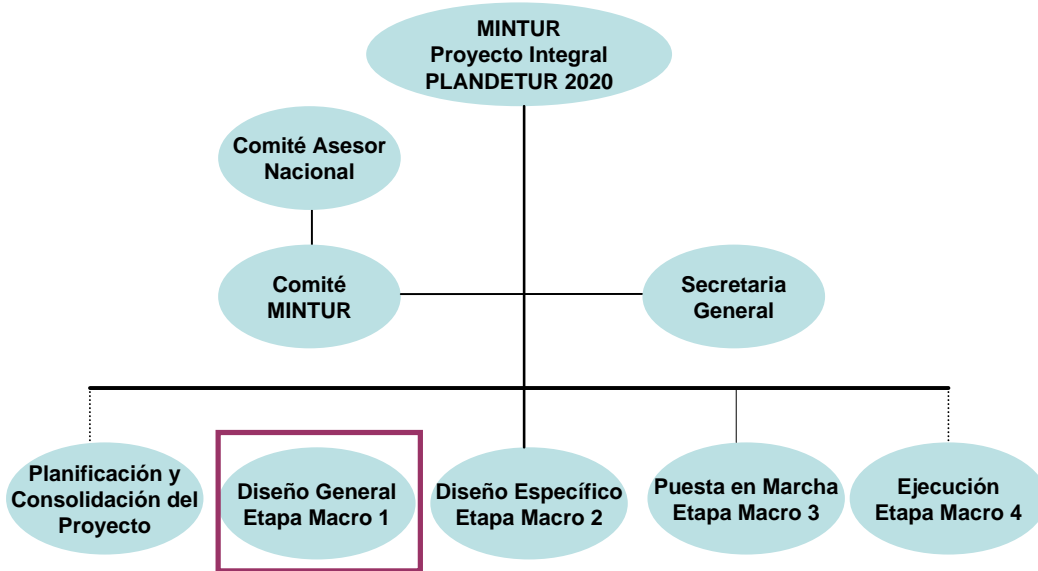 MINTUR
Proyecto Integral
PLANDETUR 2020
Comité Asesor
Nacional
Comité
MINTUR
Secretaria
General
Planificación y
Consolidación del
Proyecto
Diseño General
Etapa Macro 1
Diseño Específico
Etapa Macro 2
Puesta en Marcha
Etapa Macro 3
Ejecución
Etapa Macro 4